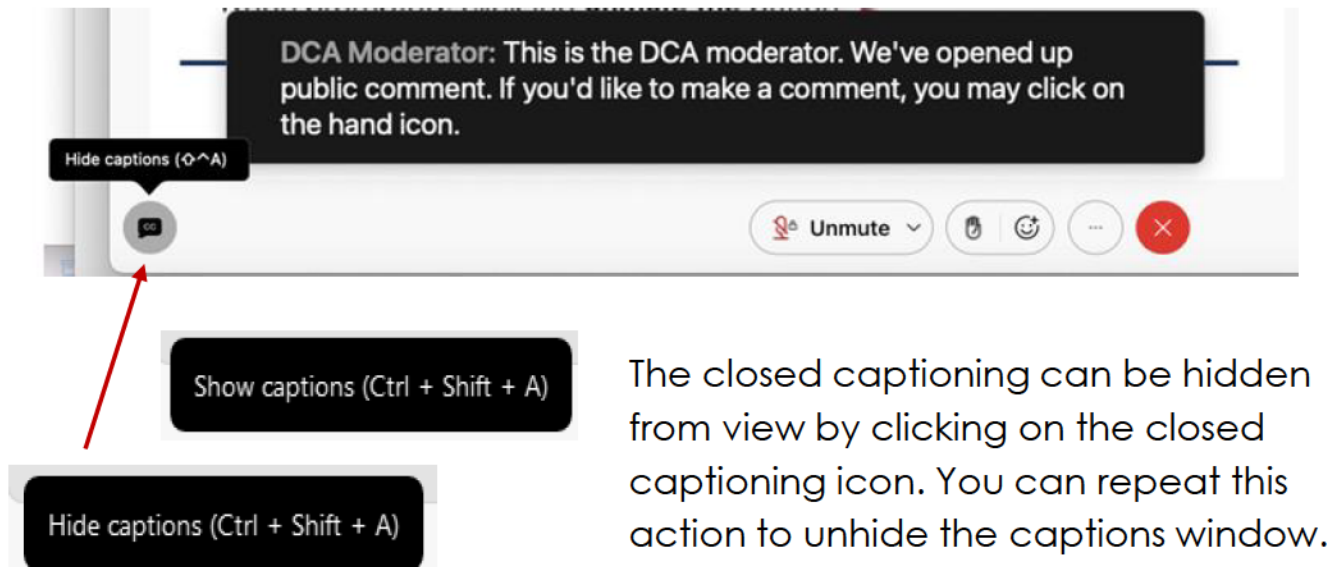 DCA Moderator: This is the DCA moderator. We've opened up
public comment. If you'd like to make a comment, you may click on
the hand icon.
Hide captions (⇧^A)
CC
Unmute
Show captions (Ctrl + Shift + A)
Hide captions (Ctrl + Shift + A)
The closed captioning can be hidden
from view by clicking on the closed
captioning icon. You can repeat this
action to unhide the captions window.